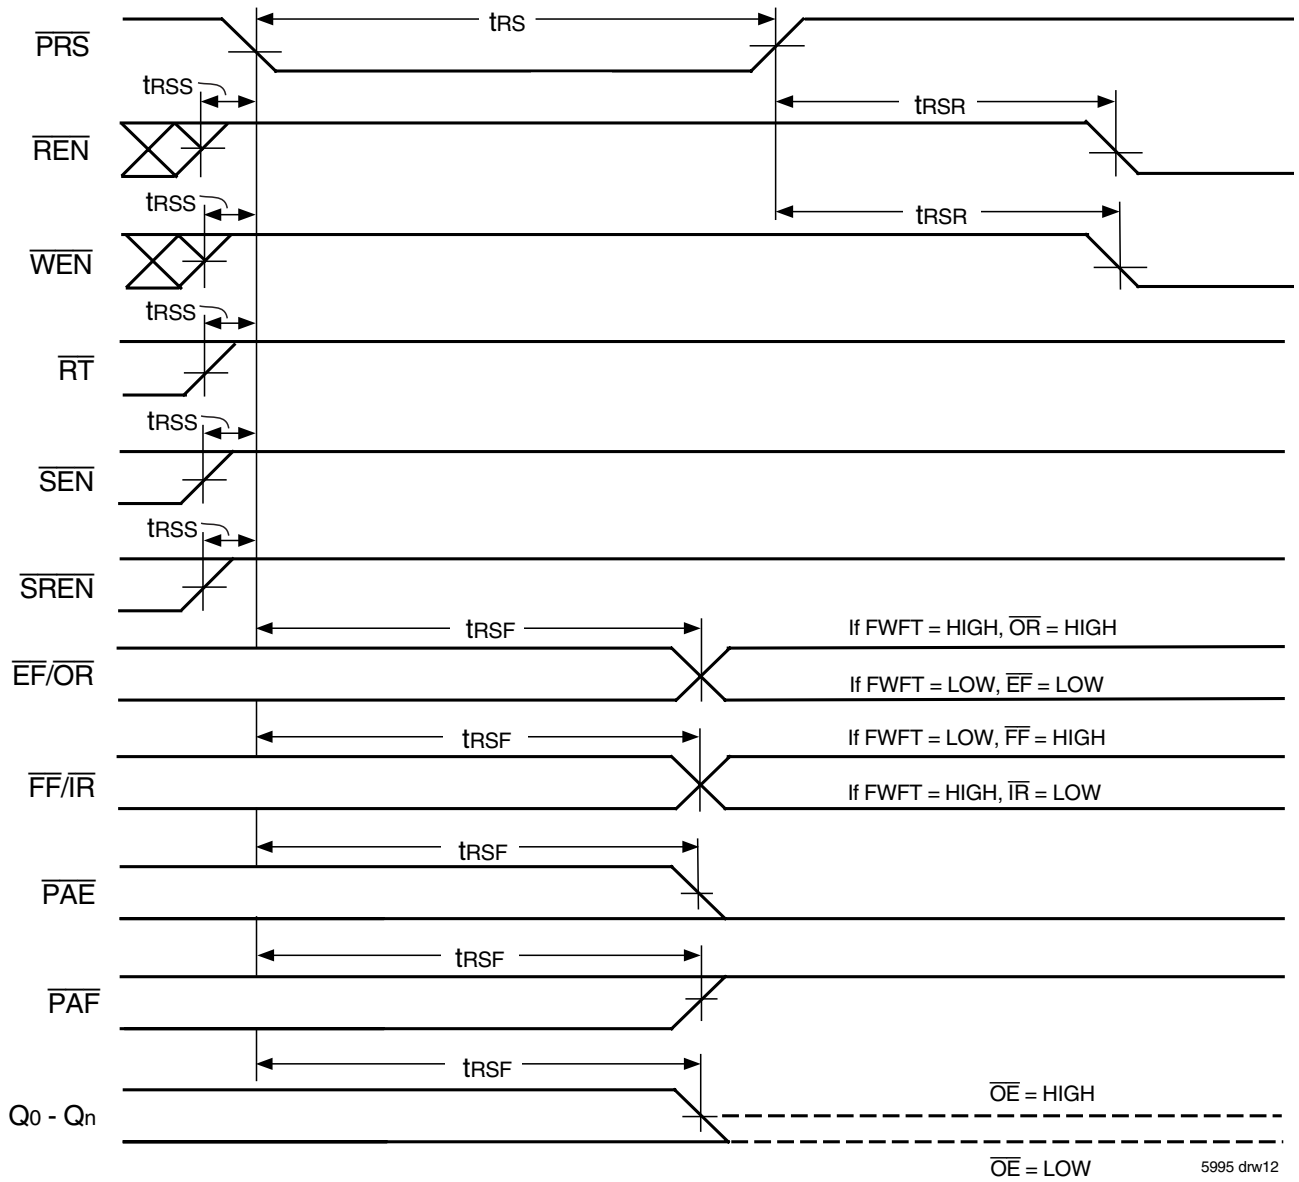 tRS
PRS
tRSS
tRSR
REN
tRSS
tRSR
WEN
tRSS
RT
tRSS
SEN
tRSS
SREN
tRSF
If FWFT = HIGH, OR = HIGH
EF/OR
If FWFT = LOW, EF = LOW
tRSF
If FWFT = LOW, FF = HIGH
FF/IR
If FWFT = HIGH, IR = LOW
tRSF
PAE
tRSF
PAF
tRSF
OE = HIGH
Q0 - Qn
OE = LOW
5995 drw12